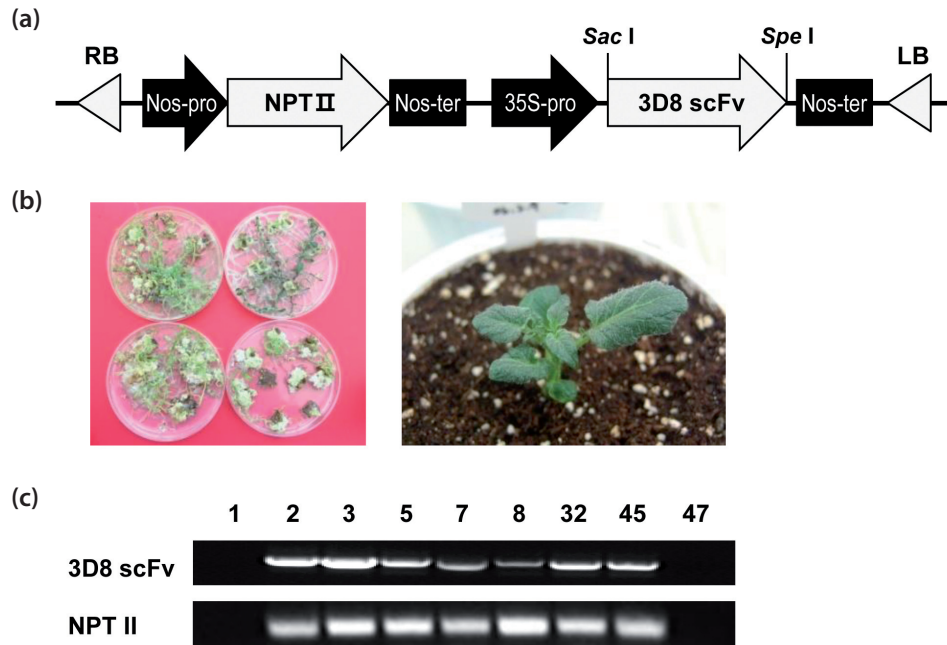 (a)
Sac I Spe I
RB LB
Nos-pro NPT II Nos-ter 35S-pro 3D8 scFv Nos-ter
(b)
(c)
1 2 3 5 7 8 32 45 47
3D8 scFv
NPT II